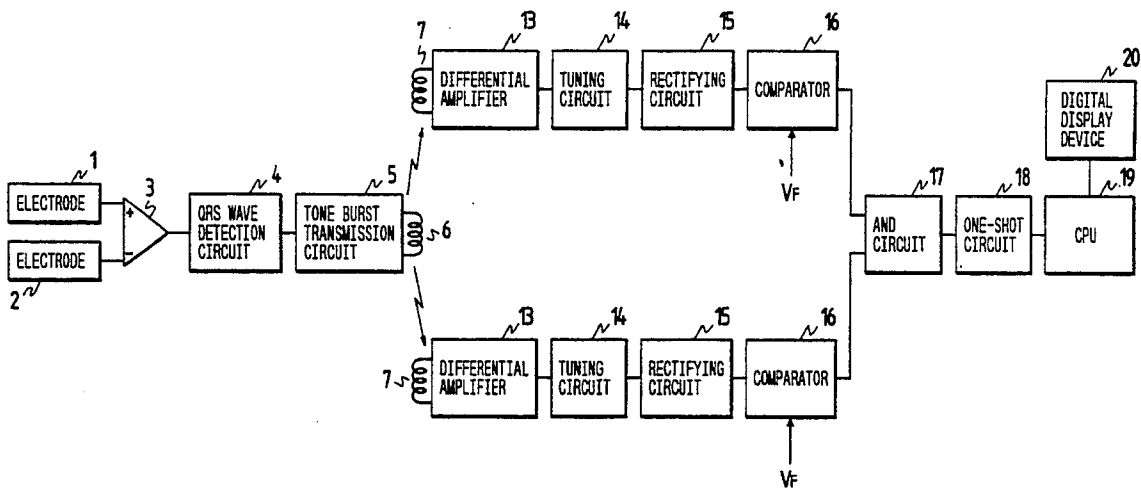 7
13
14
15
16
DIFFERENTIAL
AMPLIFIER
TUNING
CIRCUIT
RECTIFYING
CIRCUIT
COMPARATOR
VF
20
DIGITAL
DISPLAY
DEVICE
1
ELECTRODE
2
ELECTRODE
3
+
−
4
QRS WAVE
DETECTION
CIRCUIT
5
TONE BURST
TRANSMISSION
CIRCUIT
6
17
AND
CIRCUIT
18
ONE-SHOT
CIRCUIT
19
CPU
7
13
14
15
16
DIFFERENTIAL
AMPLIFIER
TUNING
CIRCUIT
RECTIFYING
CIRCUIT
COMPARATOR
VF